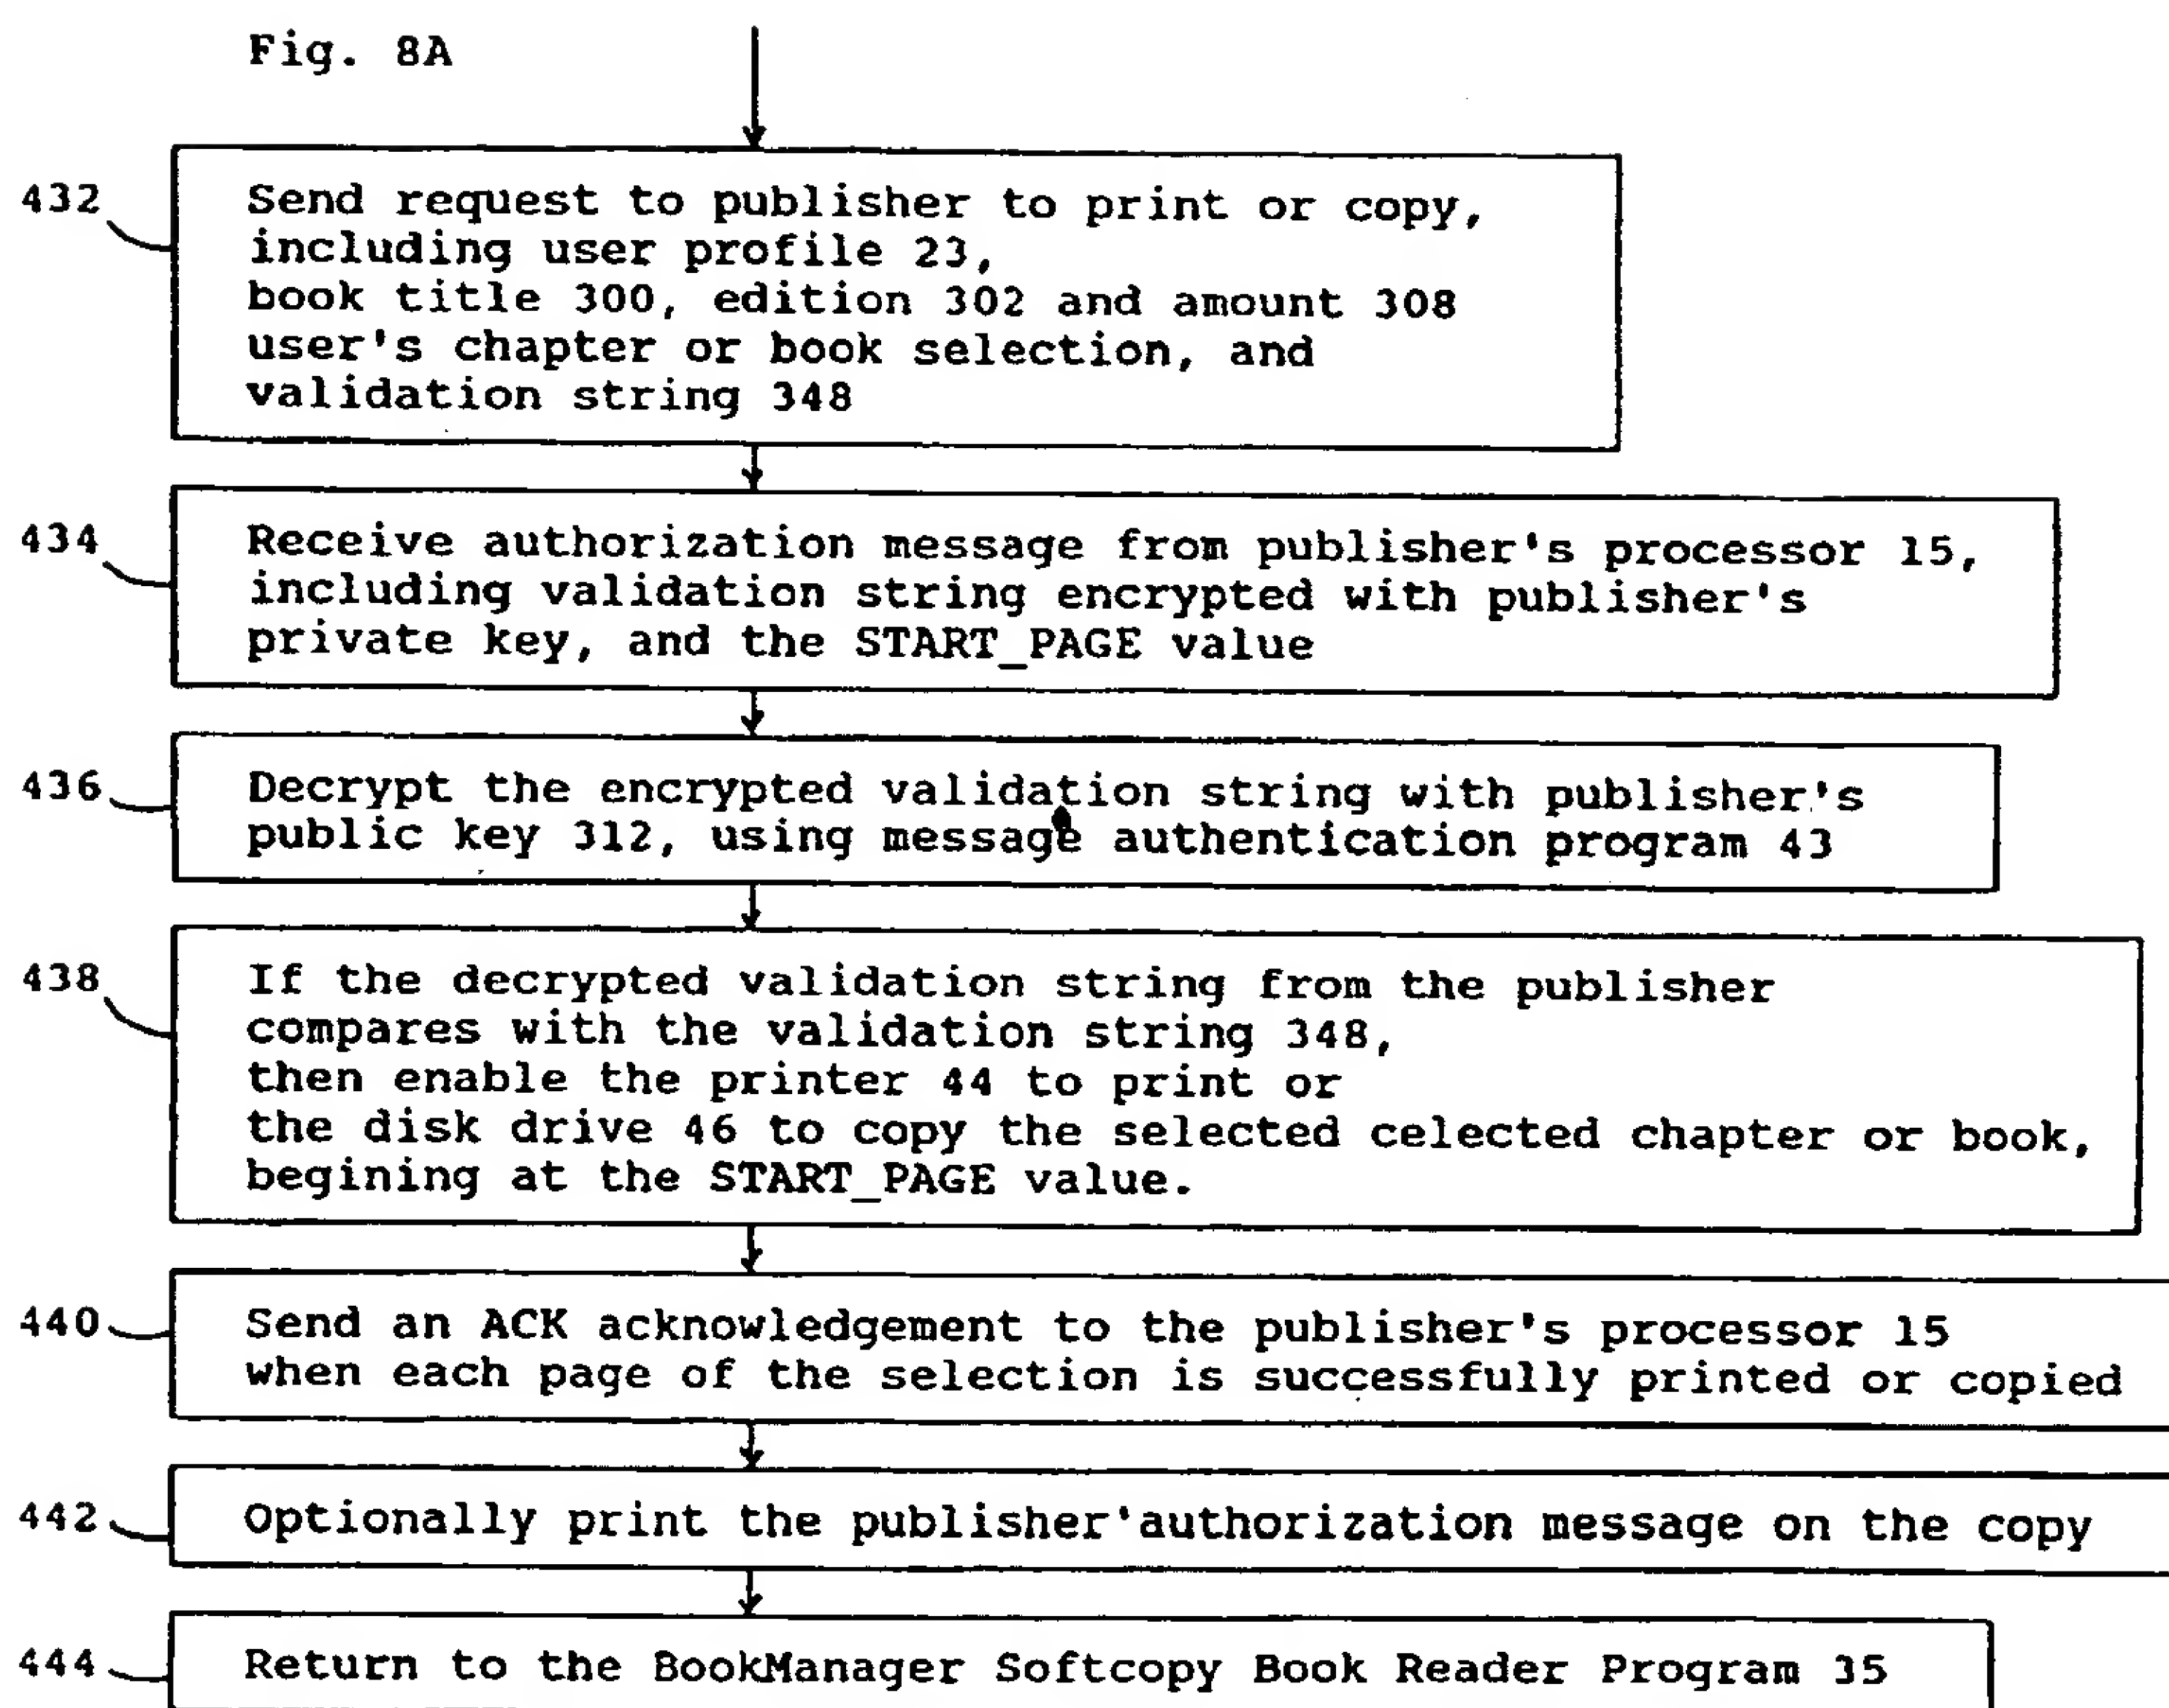 Fig. 8A
432
Send request to publisher to print or copy,
including user profile 23,
book title 300, edition 302 and amount 308
user's chapter or book selection, and
validation string 348
434
Receive authorization message from publisher's processor 15,
including validation string encrypted with publisher's
private key, and the START_PAGE value
436
Decrypt the encrypted validation string with publisher's
public key 312, using message authentication program 43
438
If the decrypted validation string from the publisher
compares with the validation string 348,
then enable the printer 44 to print or
the disk drive 46 to copy the selected celected chapter or book,
begining at the START_PAGE value.
440
Send an ACK acknowledgement to the publisher's processor 15
when each page of the selection is successfully printed or copied
442
Optionally print the publisher'authorization message on the copy
444
Return to the BookManager Softcopy Book Reader Program 35